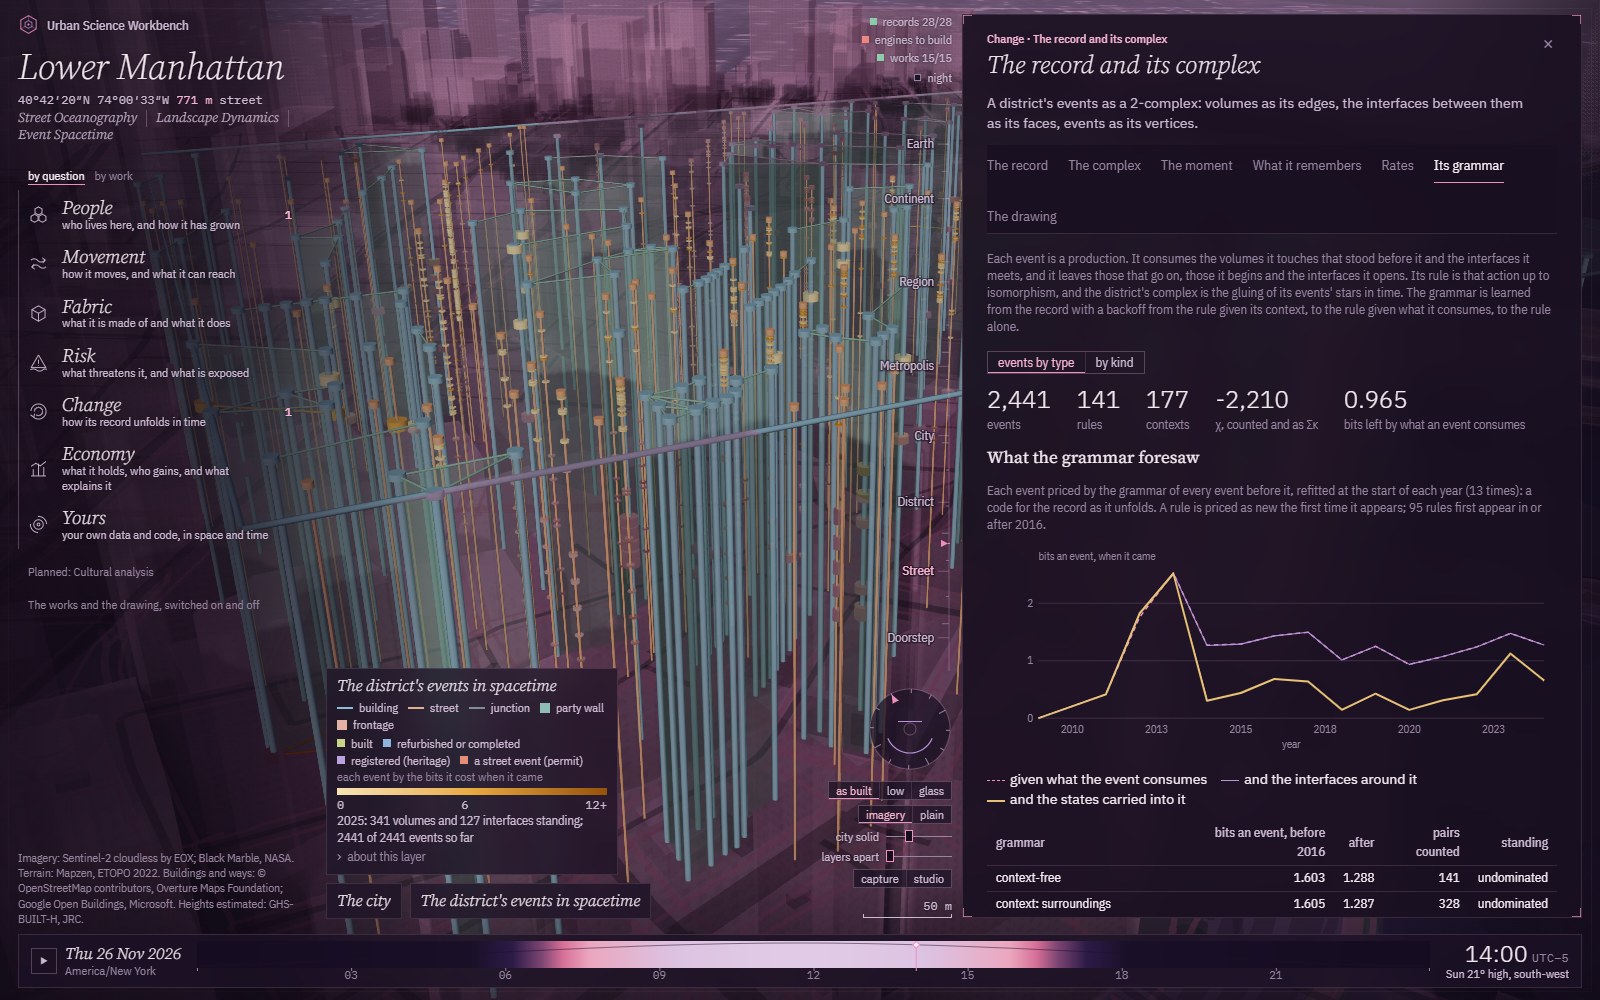 Urban Science Workbench
Lower Manhattan
40°42′20″N 74°00′33″W 771 m street
Street Oceanography | Landscape Dynamics |
Event Spacetime
by question by work
People 1
who lives here, and how it has grown
Movement
how it moves, and what it can reach
Fabric
what it is made of and what it does
Risk
what threatens it, and what is exposed
Change 1
how its record unfolds in time
Economy
what it holds, who gains, and what
explains it
Yours
your own data and code, in space and time
Planned: Cultural analysis
The works and the drawing, switched on and off
Imagery: Sentinel-2 cloudless by EOX; Black Marble, NASA.
Terrain: Mapzen, ETOPO 2022. Buildings and ways: ©
OpenStreetMap contributors, Overture Maps Foundation;
Google Open Buildings, Microsoft. Heights estimated: GHS-
BUILT-H, JRC.
records 28/28
engines to build
works 15/15
night
Earth
Continent
Region
Metropolis
City
District
Street
Doorstep
The district's events in spacetime
building street junction party wall
frontage
built refurbished or completed
registered (heritage) a street event (permit)
each event by the bits it cost when it came
0 6 12+
2025: 341 volumes and 127 interfaces standing;
2441 of 2441 events so far
› about this layer
The city The district's events in spacetime
as built low glass
imagery plain
city solid
layers apart
capture studio
50 m
Change · The record and its complex
×
The record and its complex
A district's events as a 2-complex: volumes as its edges, the interfaces between them
as its faces, events as its vertices.
The record The complex The moment What it remembers Rates Its grammar
The drawing
Each event is a production. It consumes the volumes it touches that stood before it and the interfaces it
meets, and it leaves those that go on, those it begins and the interfaces it opens. Its rule is that action up to
isomorphism, and the district's complex is the gluing of its events' stars in time. The grammar is learned
from the record with a backoff from the rule given its context, to the rule given what it consumes, to the rule
alone.
events by type by kind
2,441 141 177 -2,210 0.965
events rules contexts χ, counted and as Σκ bits left by what an event consumes
What the grammar foresaw
Each event priced by the grammar of every event before it, refitted at the start of each year (13 times): a
code for the record as it unfolds. A rule is priced as new the first time it appears; 95 rules first appear in or
after 2016.
bits an event, when it came
2
1
0
2010 2013 2015 2018 2020 2023
year
given what the event consumes and the interfaces around it
and the states carried into it
grammar bits an event, before 2016 after pairs counted standing
context-free 1.603 1.288 141 undominated
context: surroundings 1.605 1.287 328 undominated
Thu 26 Nov 2026
America/New York
03 06 09 12 15 18 21
14:00 UTC−5
Sun 21° high, south-west